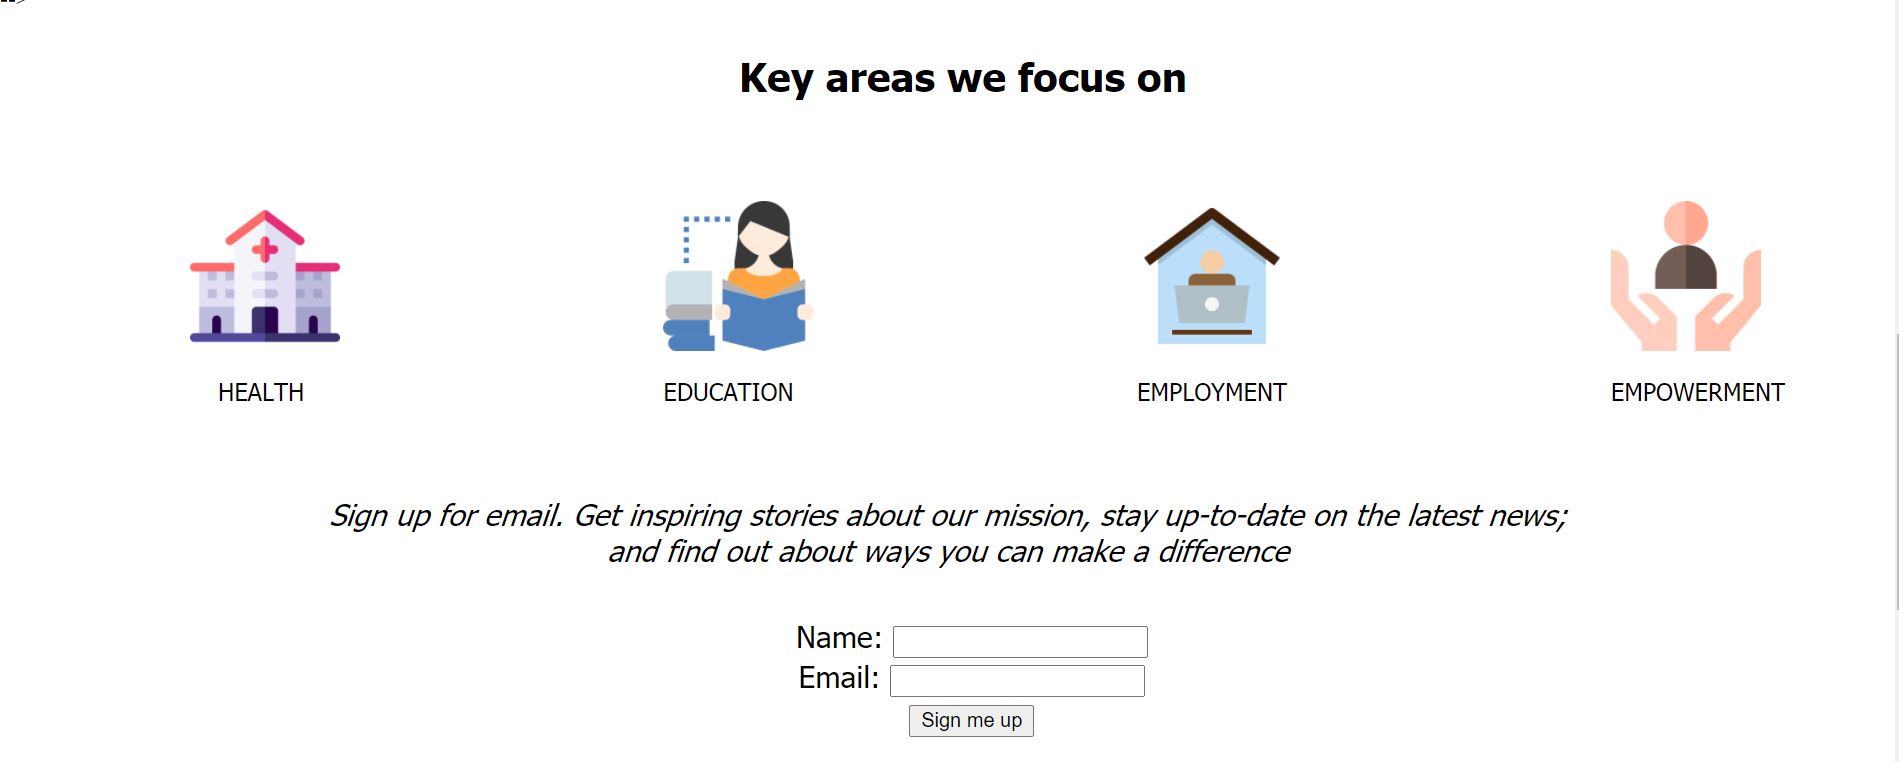 Key areas we focus on
HEALTH
EDUCATION
EMPLOYMENT
EMPOWERMENT
Sign up for email. Get inspiring stories about our mission, stay up-to-date on the latest news;
and find out about ways you can make a difference
Name:
Email:
Sign me up